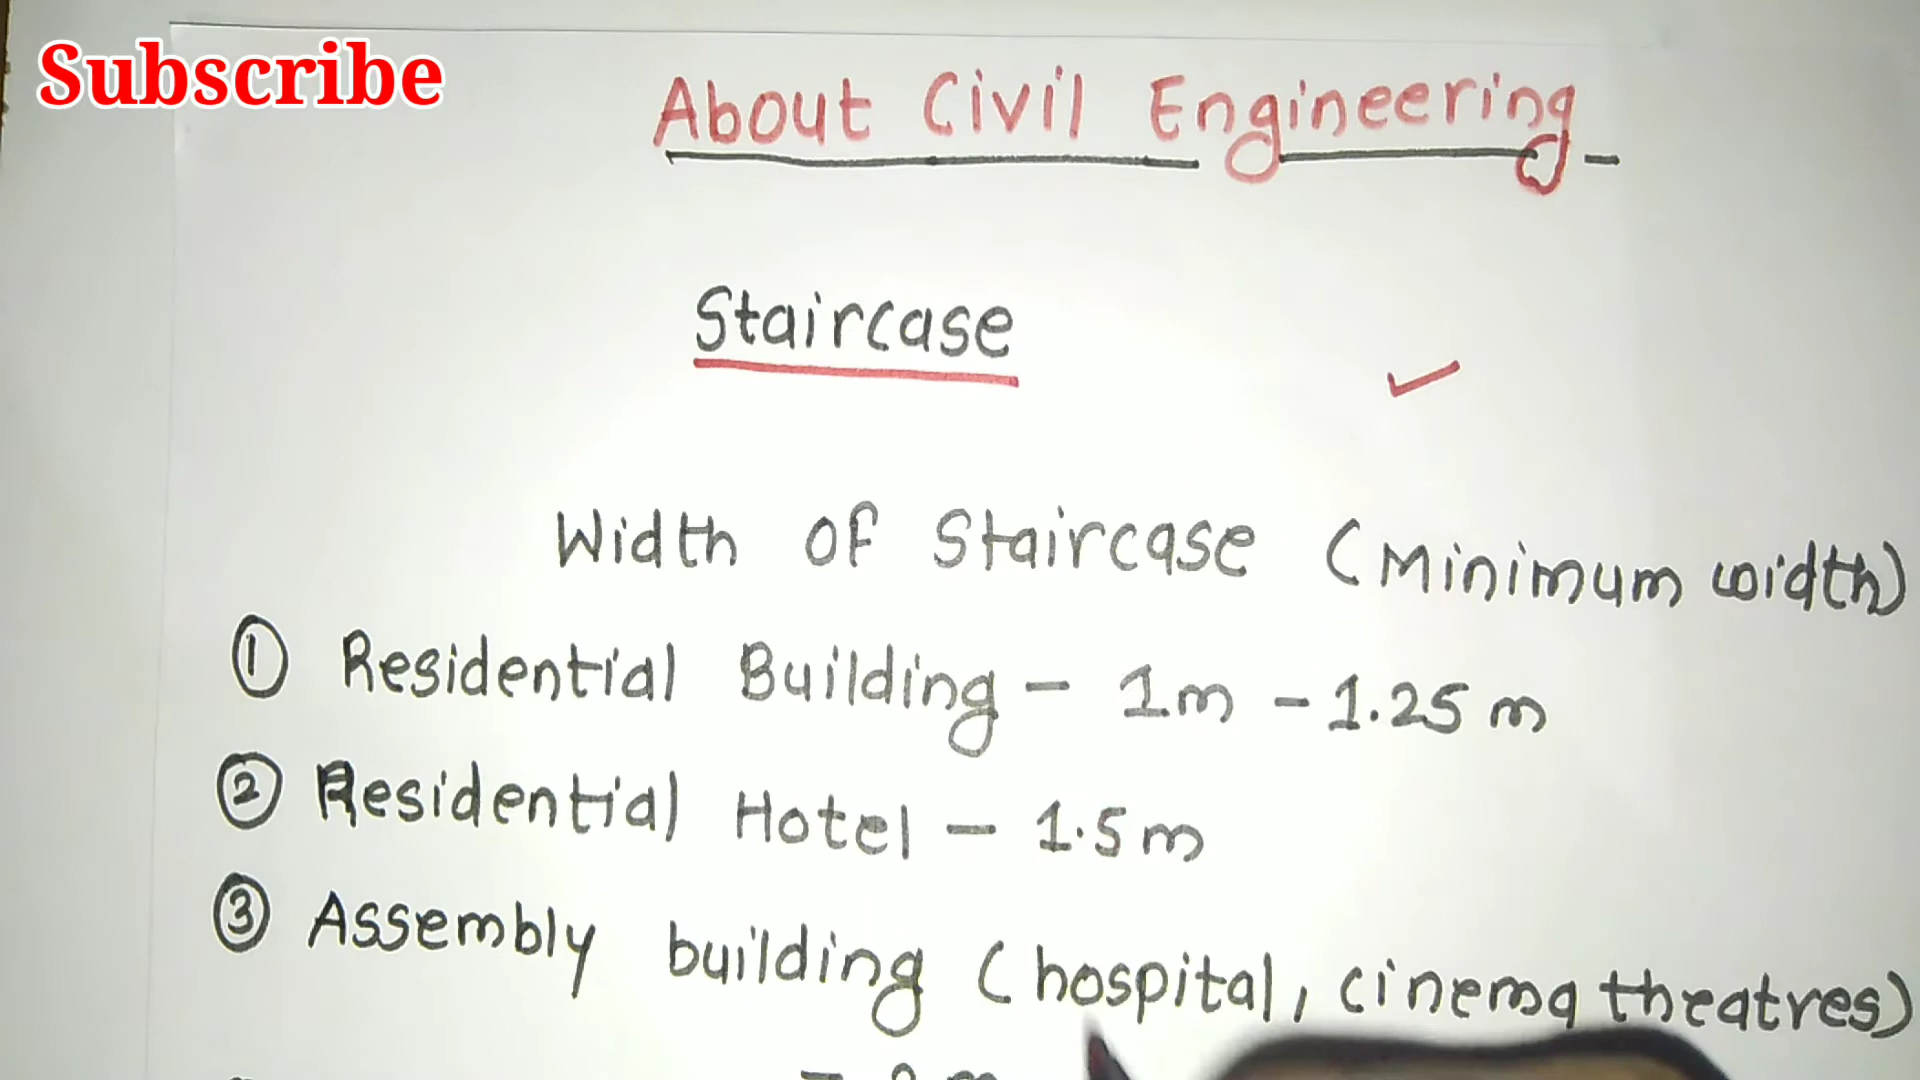 Subscribe
About Civil Engineering
Staircase
Width of Staircase (Minimum width)
① Residential Building - 1m - 1.25 m
② Residential Hotel - 1.5m
③ Assembly building (hospital, cinema theatres)